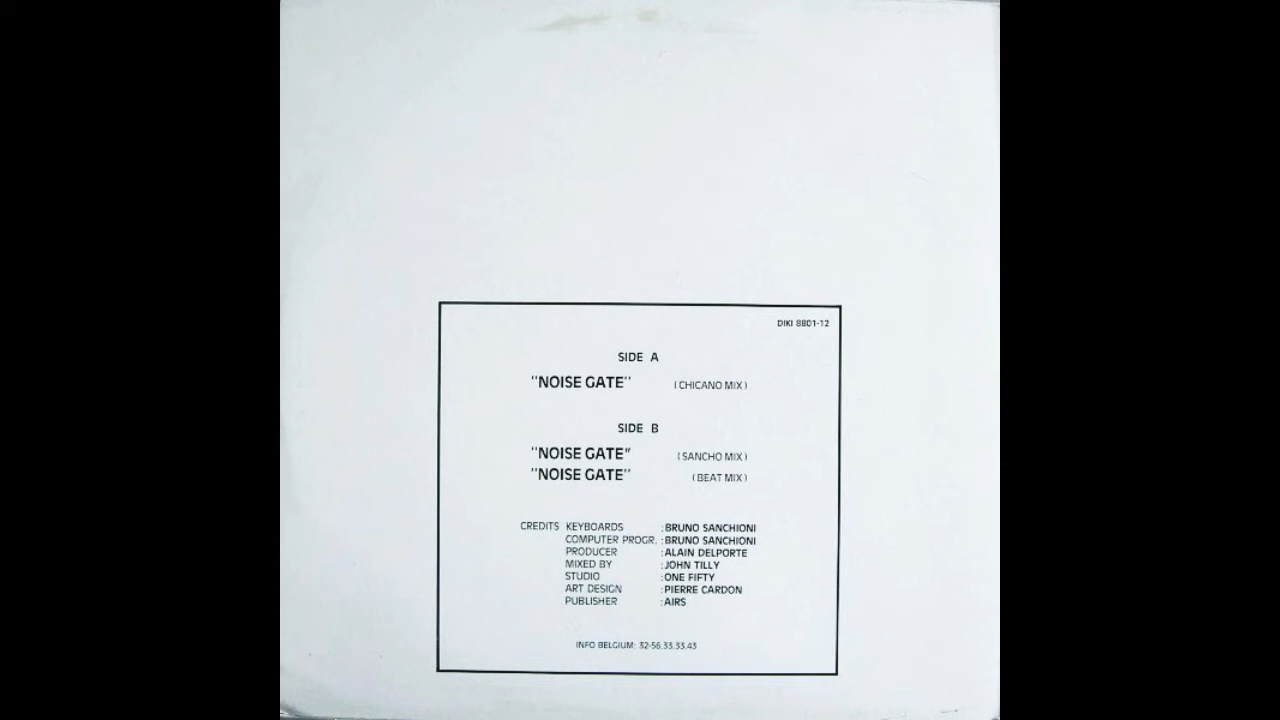 DIKI 8801-12
SIDE A
"NOISE GATE" (CHICANO MIX)
SIDE B
"NOISE GATE" (SANCHO MIX)
"NOISE GATE" (BEAT MIX)
CREDITS KEYBOARDS :BRUNO SANCHIONI
COMPUTER PROGR. :BRUNO SANCHIONI
PRODUCER :ALAIN DELPORTE
MIXED BY :JOHN TILLY
STUDIO :ONE FIFTY
ART DESIGN :PIERRE CARDON
PUBLISHER :AIRS
INFO BELGIUM: 32-56.33.33.43